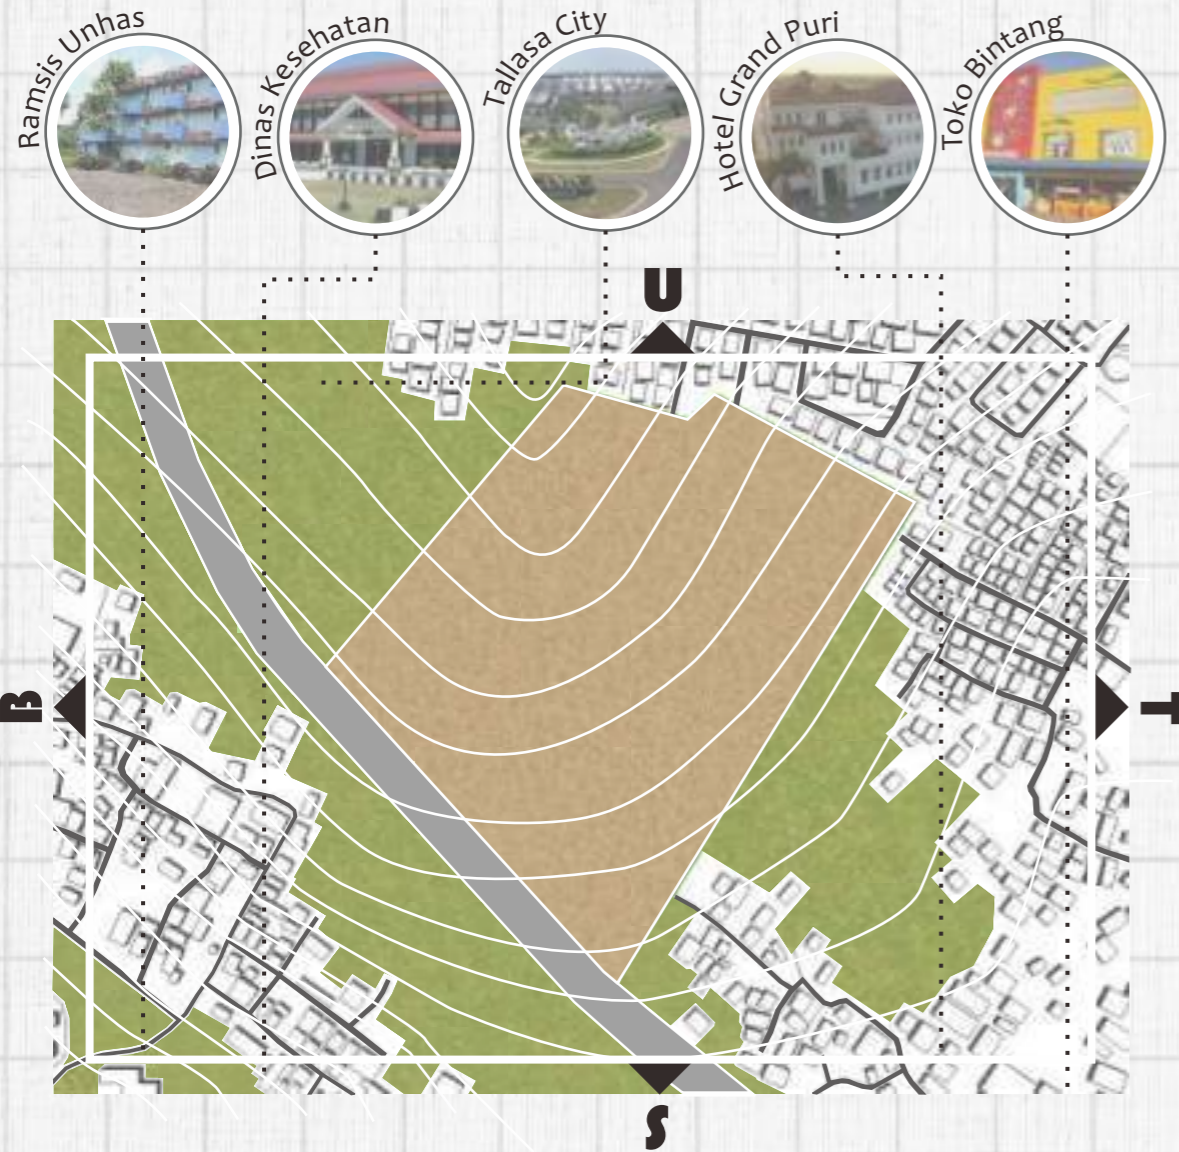 Ramsis Unhas
Dinas Kesehatan
Tallasa City
Hotel Grand Puri
Toko Bintang
U
B
T
S